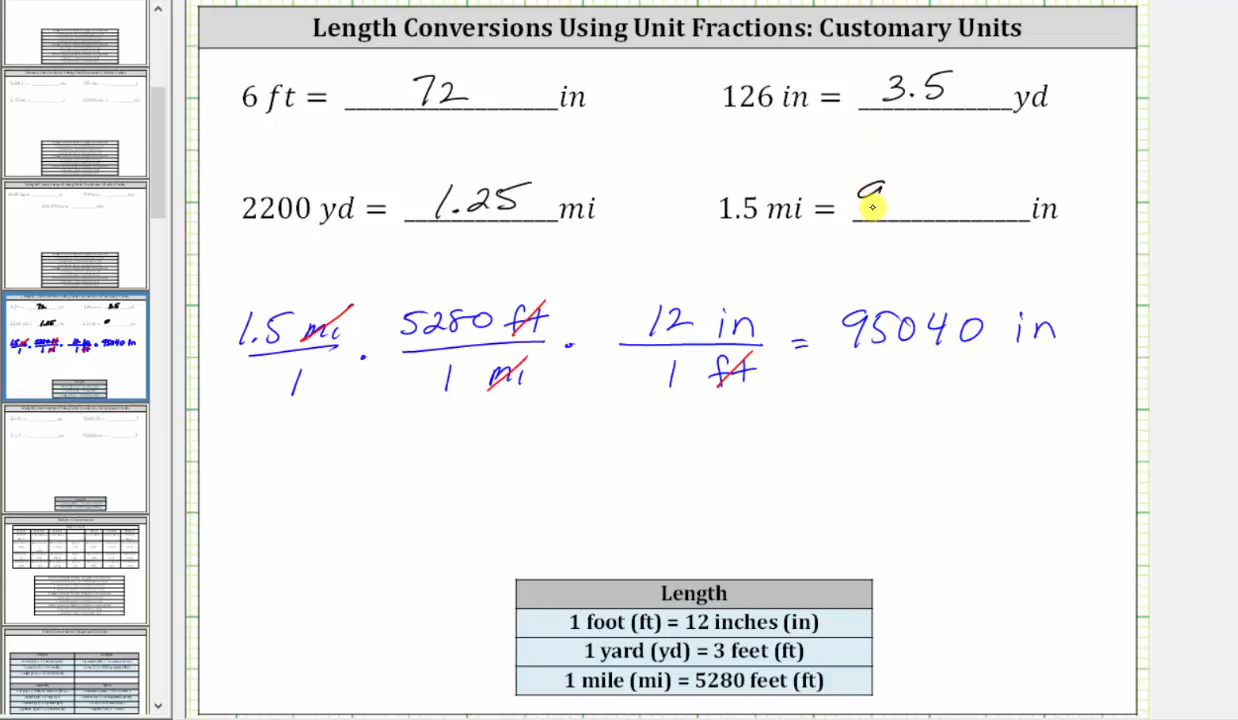 Length Conversions Using Unit Fractions: Customary Units
6 ft = 72 in
126 in = 3.5 yd
2200 yd = 1.25 mi
1.5 mi = 9 in
1.5 mi / 1 · 5280 ft / 1 mi · 12 in / 1 ft = 95040 in
Length
1 foot (ft) = 12 inches (in)
1 yard (yd) = 3 feet (ft)
1 mile (mi) = 5280 feet (ft)